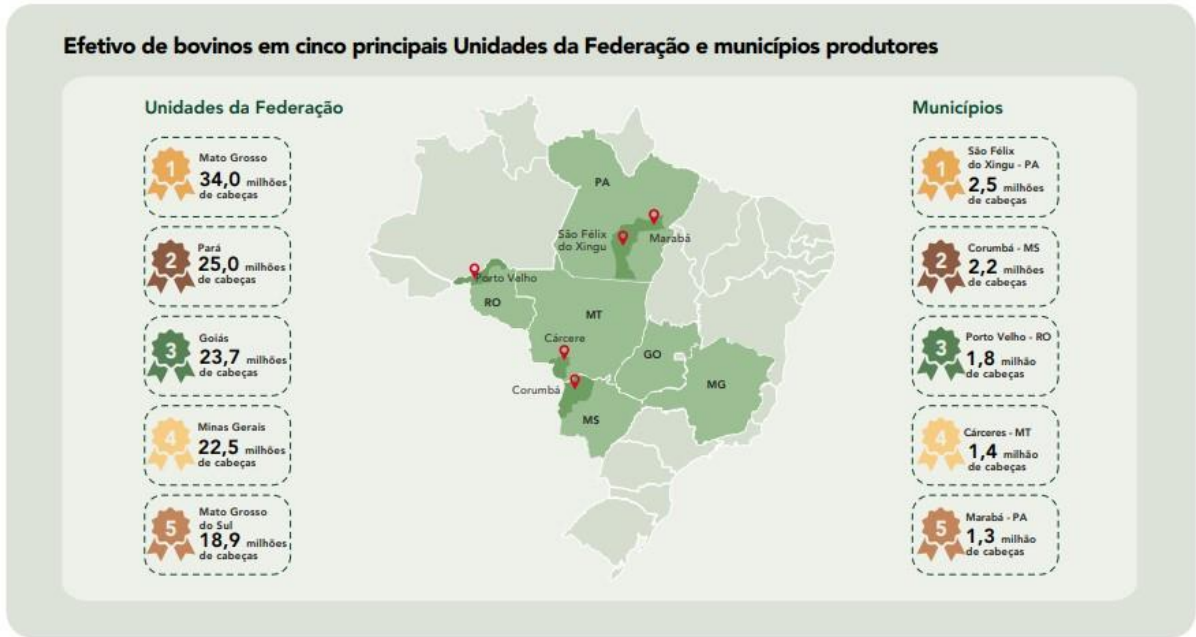 Efetivo de bovinos em cinco principais Unidades da Federação e municípios produtores
Unidades da Federação
1
Mato Grosso
34,0 milhões
de cabeças
2
Pará
25,0 milhões
de cabeças
3
Goiás
23,7 milhões
de cabeças
4
Minas Gerais
22,5 milhões
de cabeças
5
Mato Grosso
do Sul
18,9 milhões
de cabeças
PA
São Félix
do Xingu
Marabá
Porto Velho
RO
MT
Cárcere
GO
Corumbá
MG
MS
Municípios
1
São Félix
do Xingu - PA
2,5 milhões
de cabeças
2
Corumbá - MS
2,2 milhões
de cabeças
3
Porto Velho - RO
1,8 milhão
de cabeças
4
Cárceres - MT
1,4 milhão
de cabeças
5
Marabá - PA
1,3 milhão
de cabeças